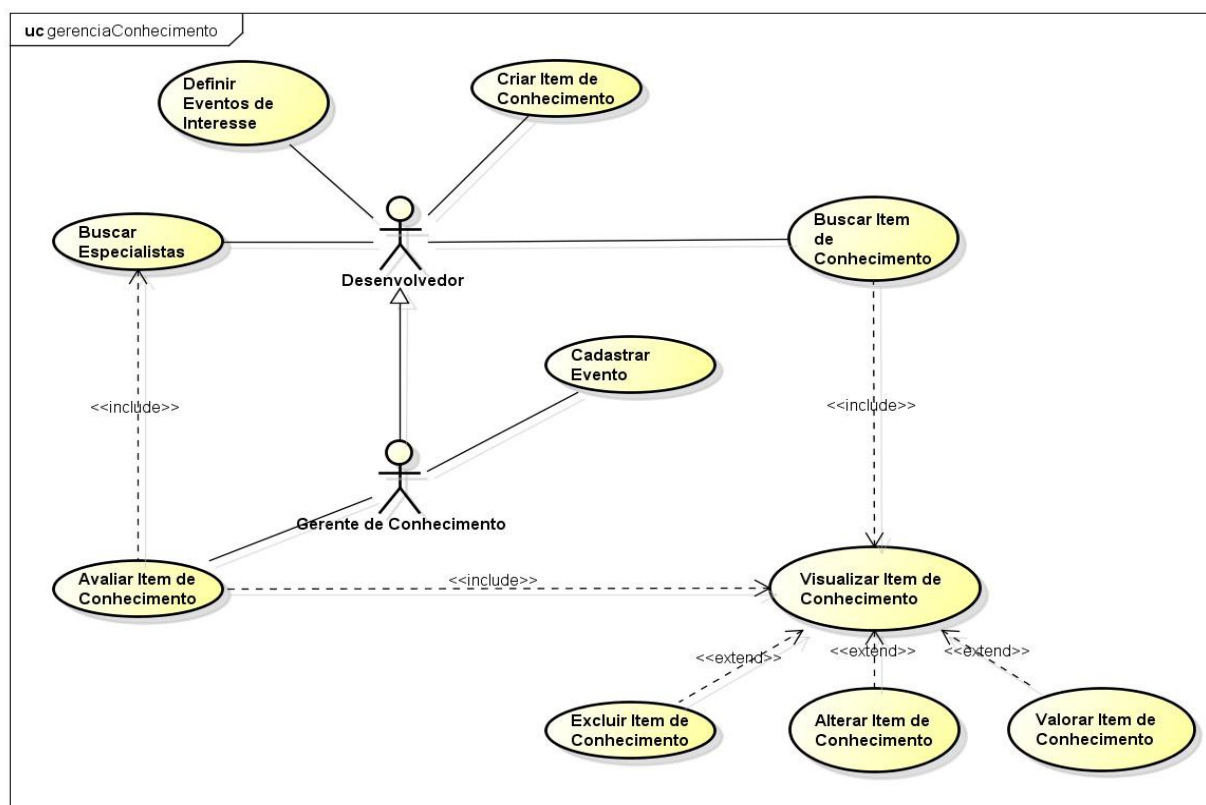 uc gerenciaConhecimento
Definir
Eventos de
Interesse
Criar Item de
Conhecimento
Buscar
Especialistas
Buscar Item
de
Conhecimento
Desenvolvedor
Cadastrar
Evento
<<include>>
<<include>>
Gerente de Conhecimento
Avaliar Item de
Conhecimento
<<include>>
Visualizar Item de
Conhecimento
<<extend>>
<<extend>>
<<extend>>
Excluir Item de
Conhecimento
Alterar Item de
Conhecimento
Valorar Item de
Conhecimento